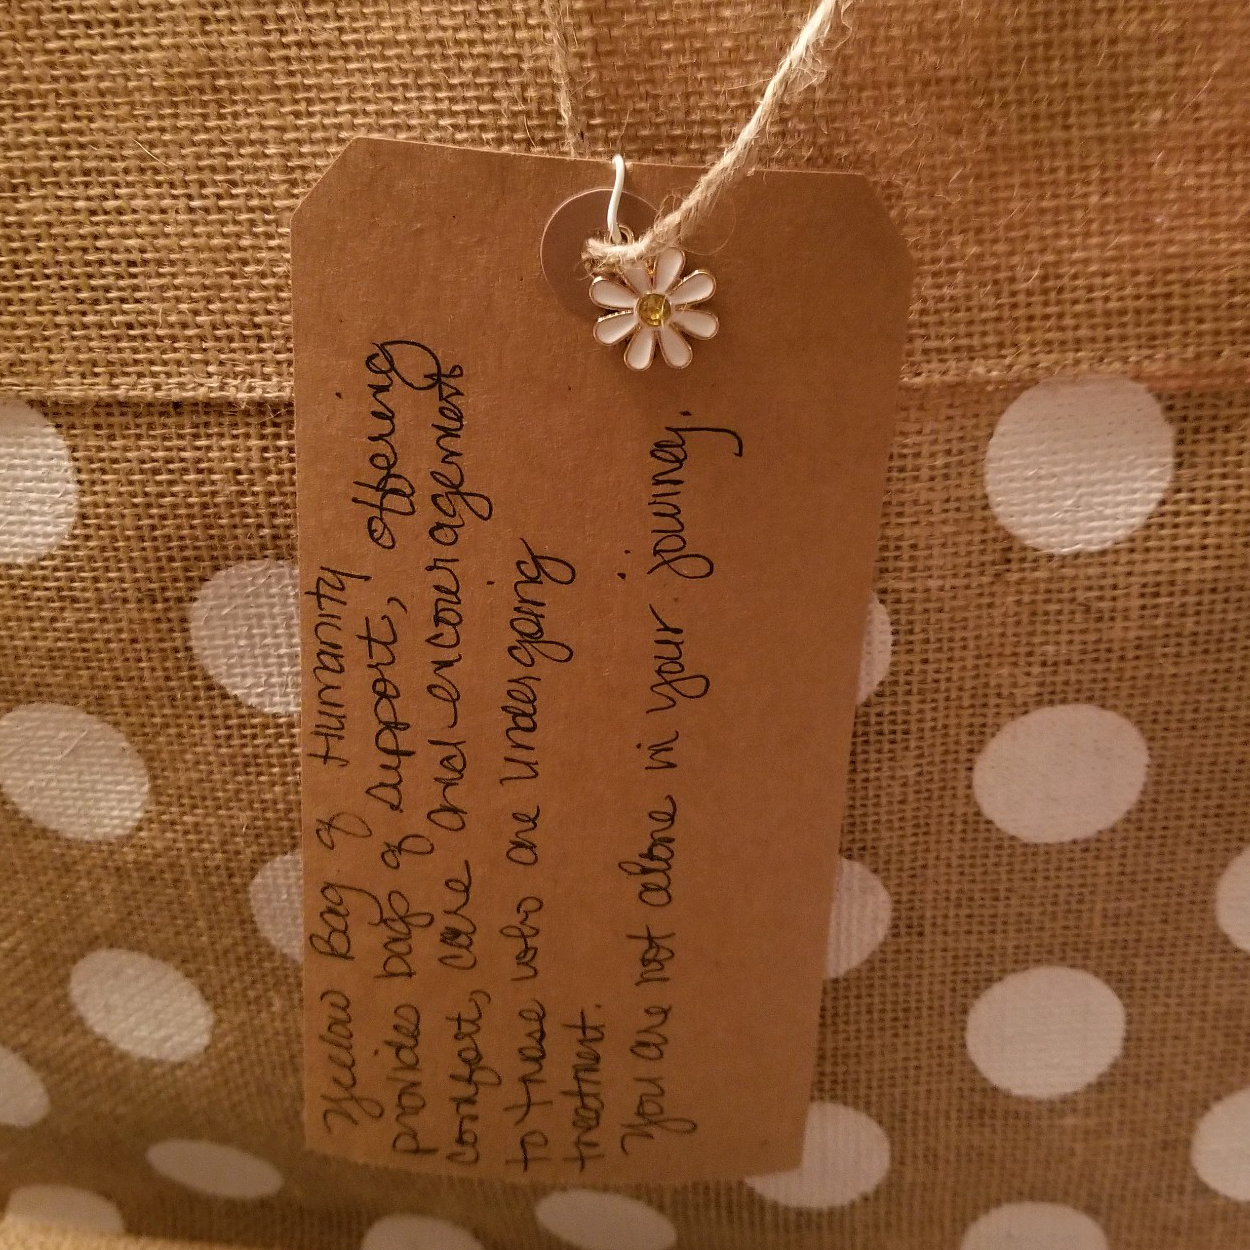 Yellow Bag of Humanity
provides bags of support, offering
comfort, care and encouragement
to those who are undergoing
treatment.
You are not alone in your journey.